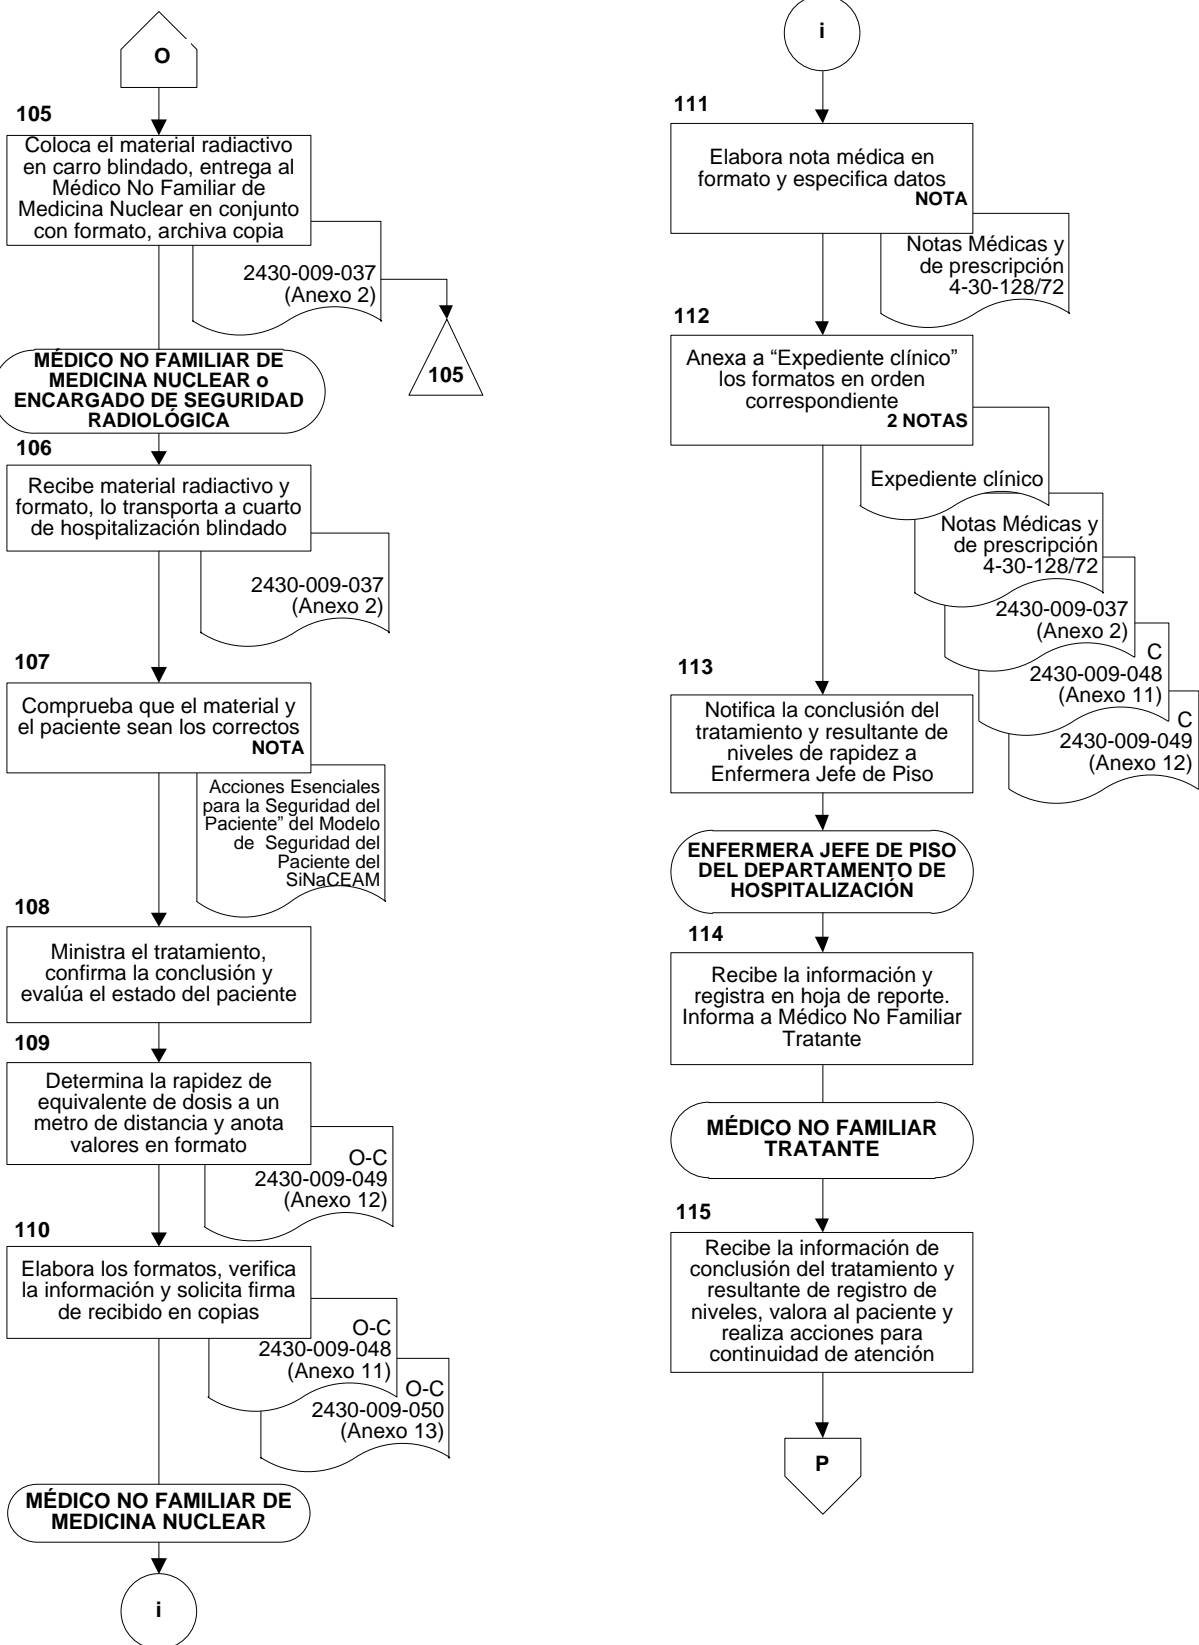 O
105
Coloca el material radiactivo
en carro blindado, entrega al
Médico No Familiar de
Medicina Nuclear en conjunto
con formato, archiva copia
2430-009-037
(Anexo 2)
105
MÉDICO NO FAMILIAR DE
MEDICINA NUCLEAR o
ENCARGADO DE SEGURIDAD
RADIOLÓGICA
106
Recibe material radiactivo y
formato, lo transporta a cuarto
de hospitalización blindado
2430-009-037
(Anexo 2)
107
Comprueba que el material y
el paciente sean los correctos
NOTA
Acciones Esenciales
para la Seguridad del
Paciente” del Modelo
de Seguridad del
Paciente del
SiNaCEAM
108
Ministra el tratamiento,
confirma la conclusión y
evalúa el estado del paciente
109
Determina la rapidez de
equivalente de dosis a un
metro de distancia y anota
valores en formato
O-C
2430-009-049
(Anexo 12)
110
Elabora los formatos, verifica
la información y solicita firma
de recibido en copias
O-C
2430-009-048
(Anexo 11)
O-C
2430-009-050
(Anexo 13)
MÉDICO NO FAMILIAR DE
MEDICINA NUCLEAR
i
i
111
Elabora nota médica en
formato y especifica datos
NOTA
Notas Médicas y
de prescripción
4-30-128/72
112
Anexa a “Expediente clínico”
los formatos en orden
correspondiente
2 NOTAS
Expediente clínico
Notas Médicas y
de prescripción
4-30-128/72
2430-009-037
(Anexo 2)
C
2430-009-048
(Anexo 11)
C
2430-009-049
(Anexo 12)
113
Notifica la conclusión del
tratamiento y resultante de
niveles de rapidez a
Enfermera Jefe de Piso
ENFERMERA JEFE DE PISO
DEL DEPARTAMENTO DE
HOSPITALIZACIÓN
114
Recibe la información y
registra en hoja de reporte.
Informa a Médico No Familiar
Tratante
MÉDICO NO FAMILIAR
TRATANTE
115
Recibe la información de
conclusión del tratamiento y
resultante de registro de
niveles, valora al paciente y
realiza acciones para
continuidad de atención
P